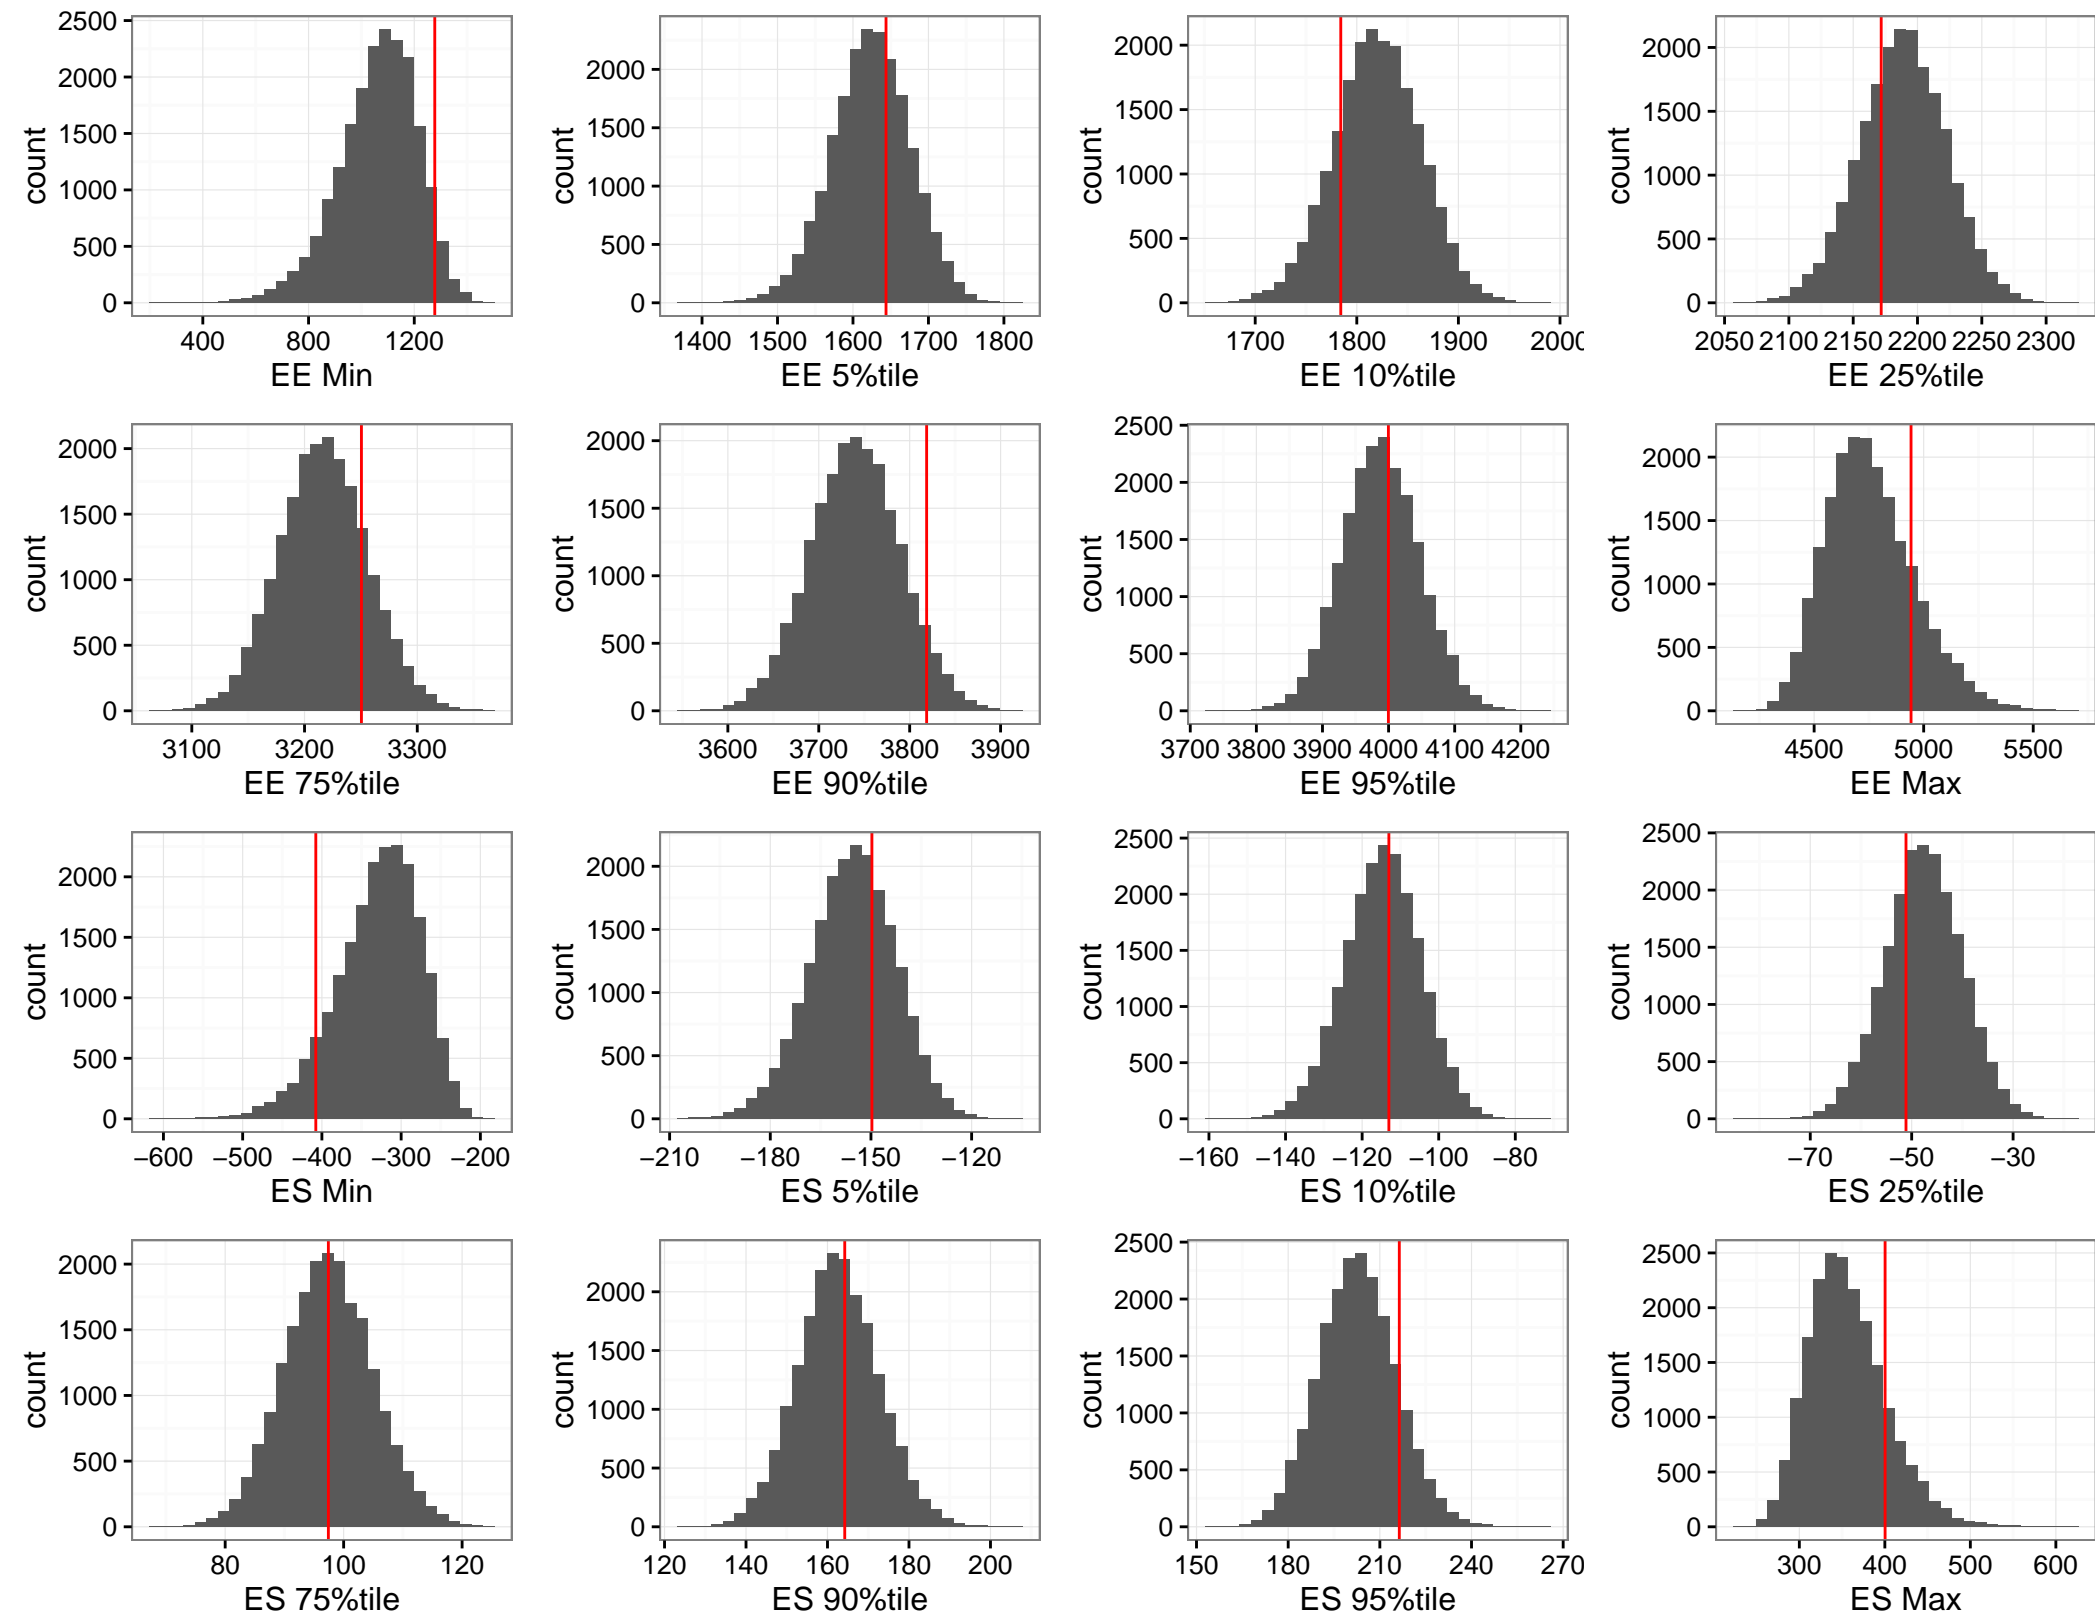 2500
2000
1500
1000
500
0
count
400 800 1200
EE Min
2000
1500
1000
500
0
count
1400 1500 1600 1700 1800
EE 5%tile
2000
1500
1000
500
0
count
1700 1800 1900 2000
EE 10%tile
2000
1500
1000
500
0
count
2050 2100 2150 2200 2250 2300
EE 25%tile
2000
1500
1000
500
0
count
3100 3200 3300
EE 75%tile
2000
1500
1000
500
0
count
3600 3700 3800 3900
EE 90%tile
2500
2000
1500
1000
500
0
count
3700 3800 3900 4000 4100 4200
EE 95%tile
2000
1500
1000
500
0
count
4500 5000 5500
EE Max
2000
1500
1000
500
0
count
−600 −500 −400 −300 −200
ES Min
2000
1500
1000
500
0
count
−210 −180 −150 −120
ES 5%tile
2500
2000
1500
1000
500
0
count
−160 −140 −120 −100 −80
ES 10%tile
2500
2000
1500
1000
500
0
count
−70 −50 −30
ES 25%tile
2000
1500
1000
500
0
count
80 100 120
ES 75%tile
2000
1500
1000
500
0
count
120 140 160 180 200
ES 90%tile
2500
2000
1500
1000
500
0
count
150 180 210 240 270
ES 95%tile
2500
2000
1500
1000
500
0
count
300 400 500 600
ES Max